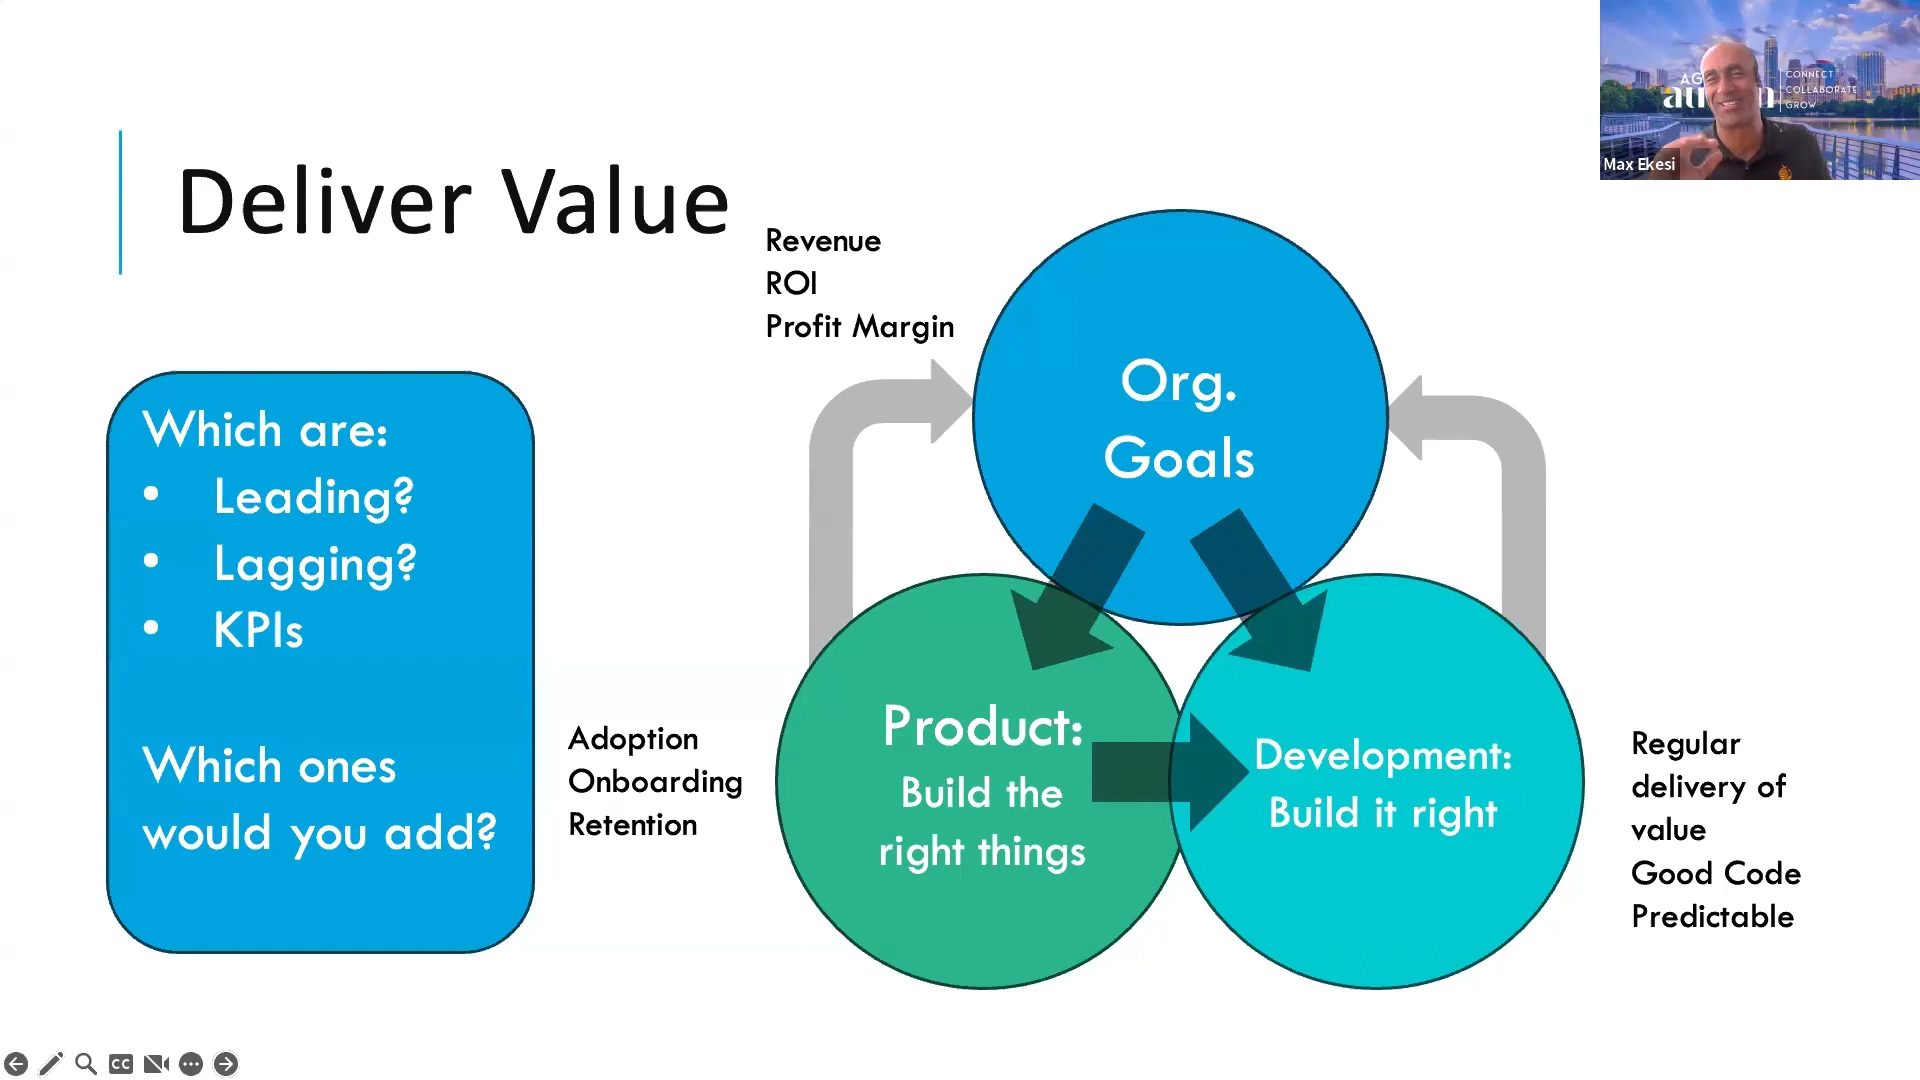 Deliver Value
Revenue
ROI
Profit Margin
Org.
Goals
Which are:
• Leading?
• Lagging?
• KPIs
Which ones
would you add?
Adoption
Onboarding
Retention
Product:
Build the
right things
Development:
Build it right
Regular
delivery of
value
Good Code
Predictable
CONNECT
COLLABORATE
GROW
Max Ekesi
CC